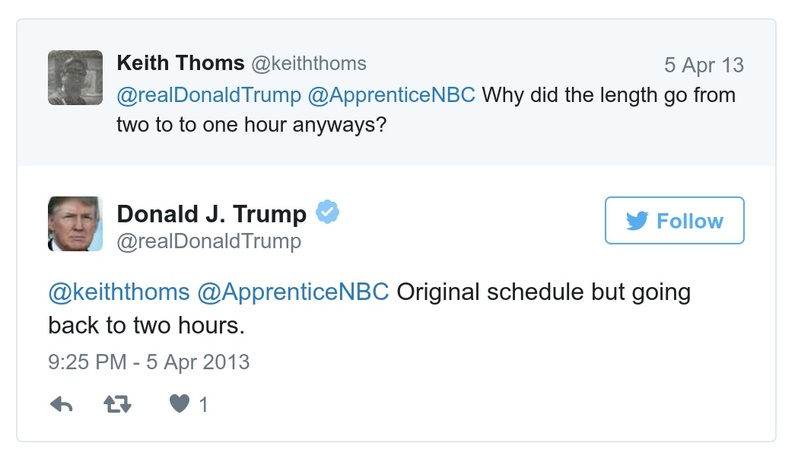 Keith Thoms @keiththoms 5 Apr 13
@realDonaldTrump @ApprenticeNBC Why did the length go from
two to to one hour anyways?
Donald J. Trump
@realDonaldTrump
Follow
@keiththoms @ApprenticeNBC Original schedule but going
back to two hours.
9:25 PM - 5 Apr 2013
1